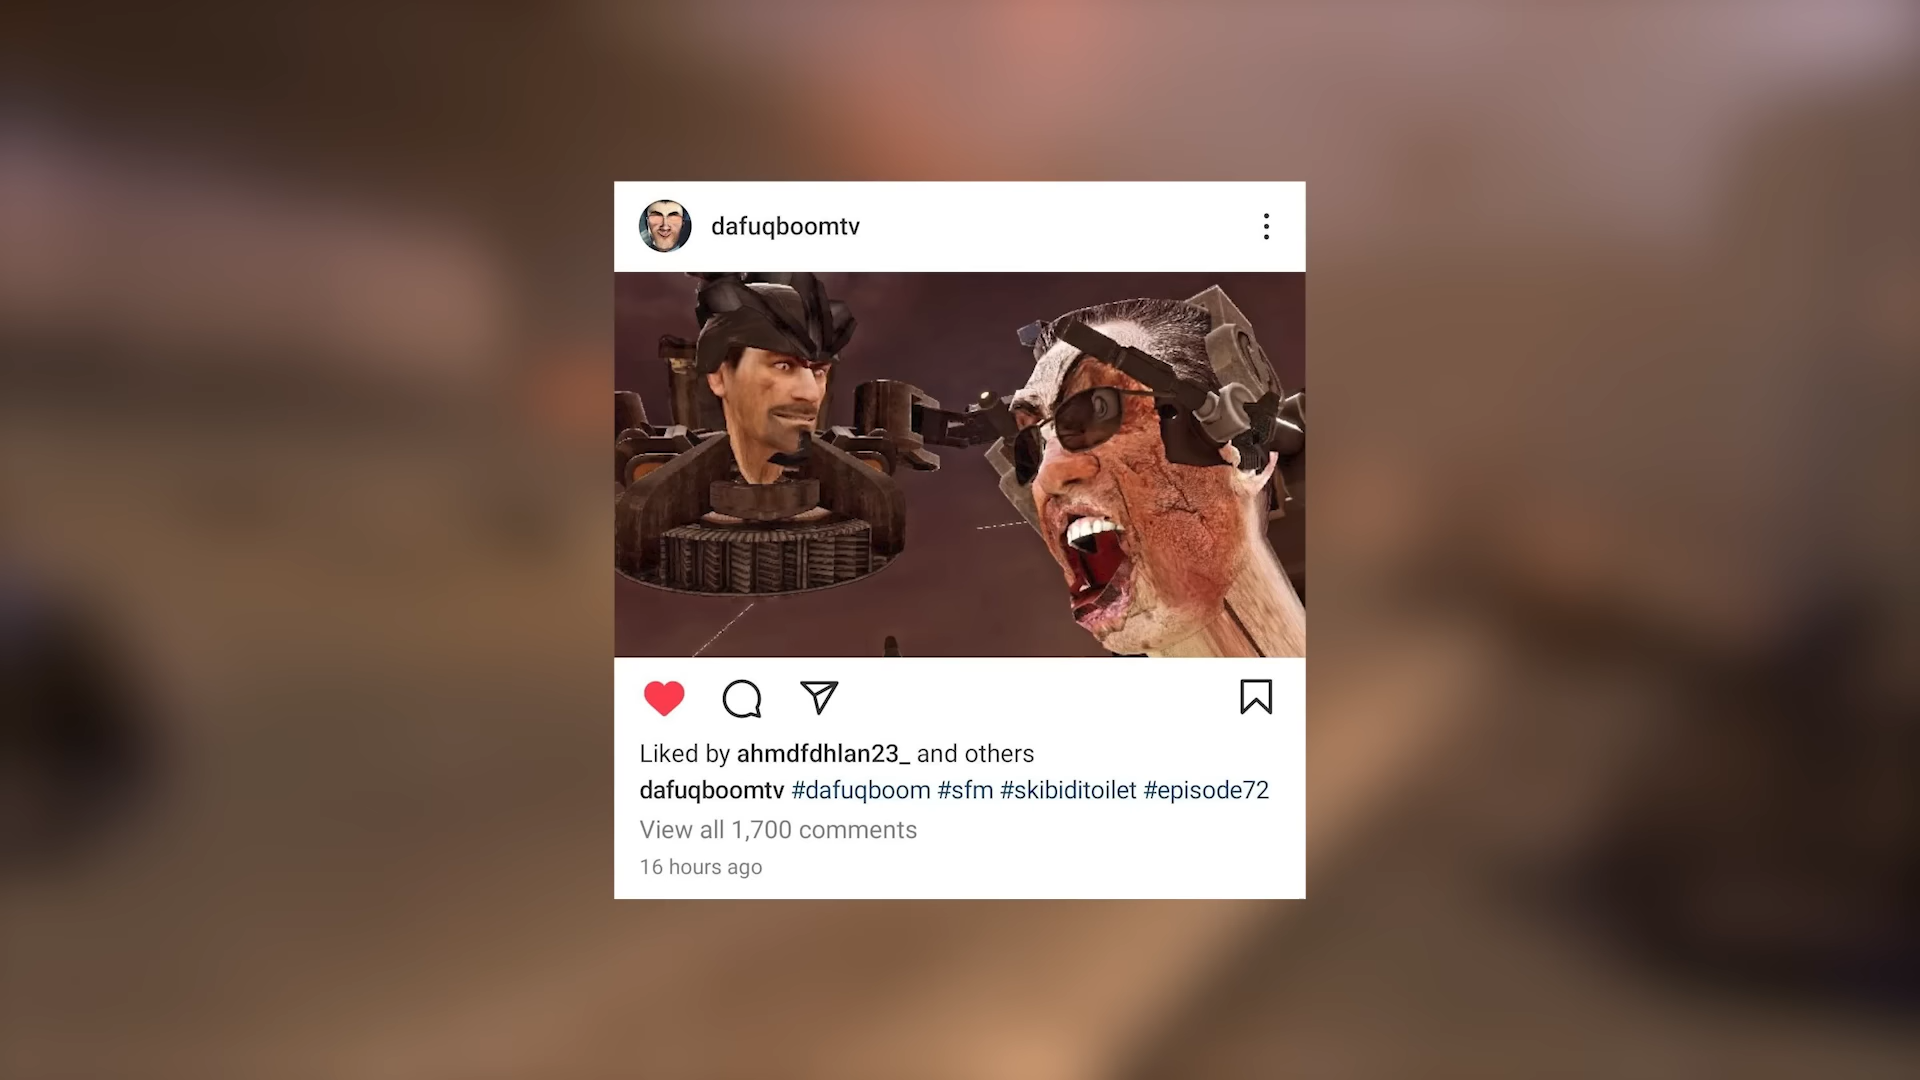 dafuqboomtv
Liked by ahmdfdhlan23_ and others
dafuqboomtv #dafuqboom #sfm #skibiditoilet #episode72
View all 1,700 comments
16 hours ago